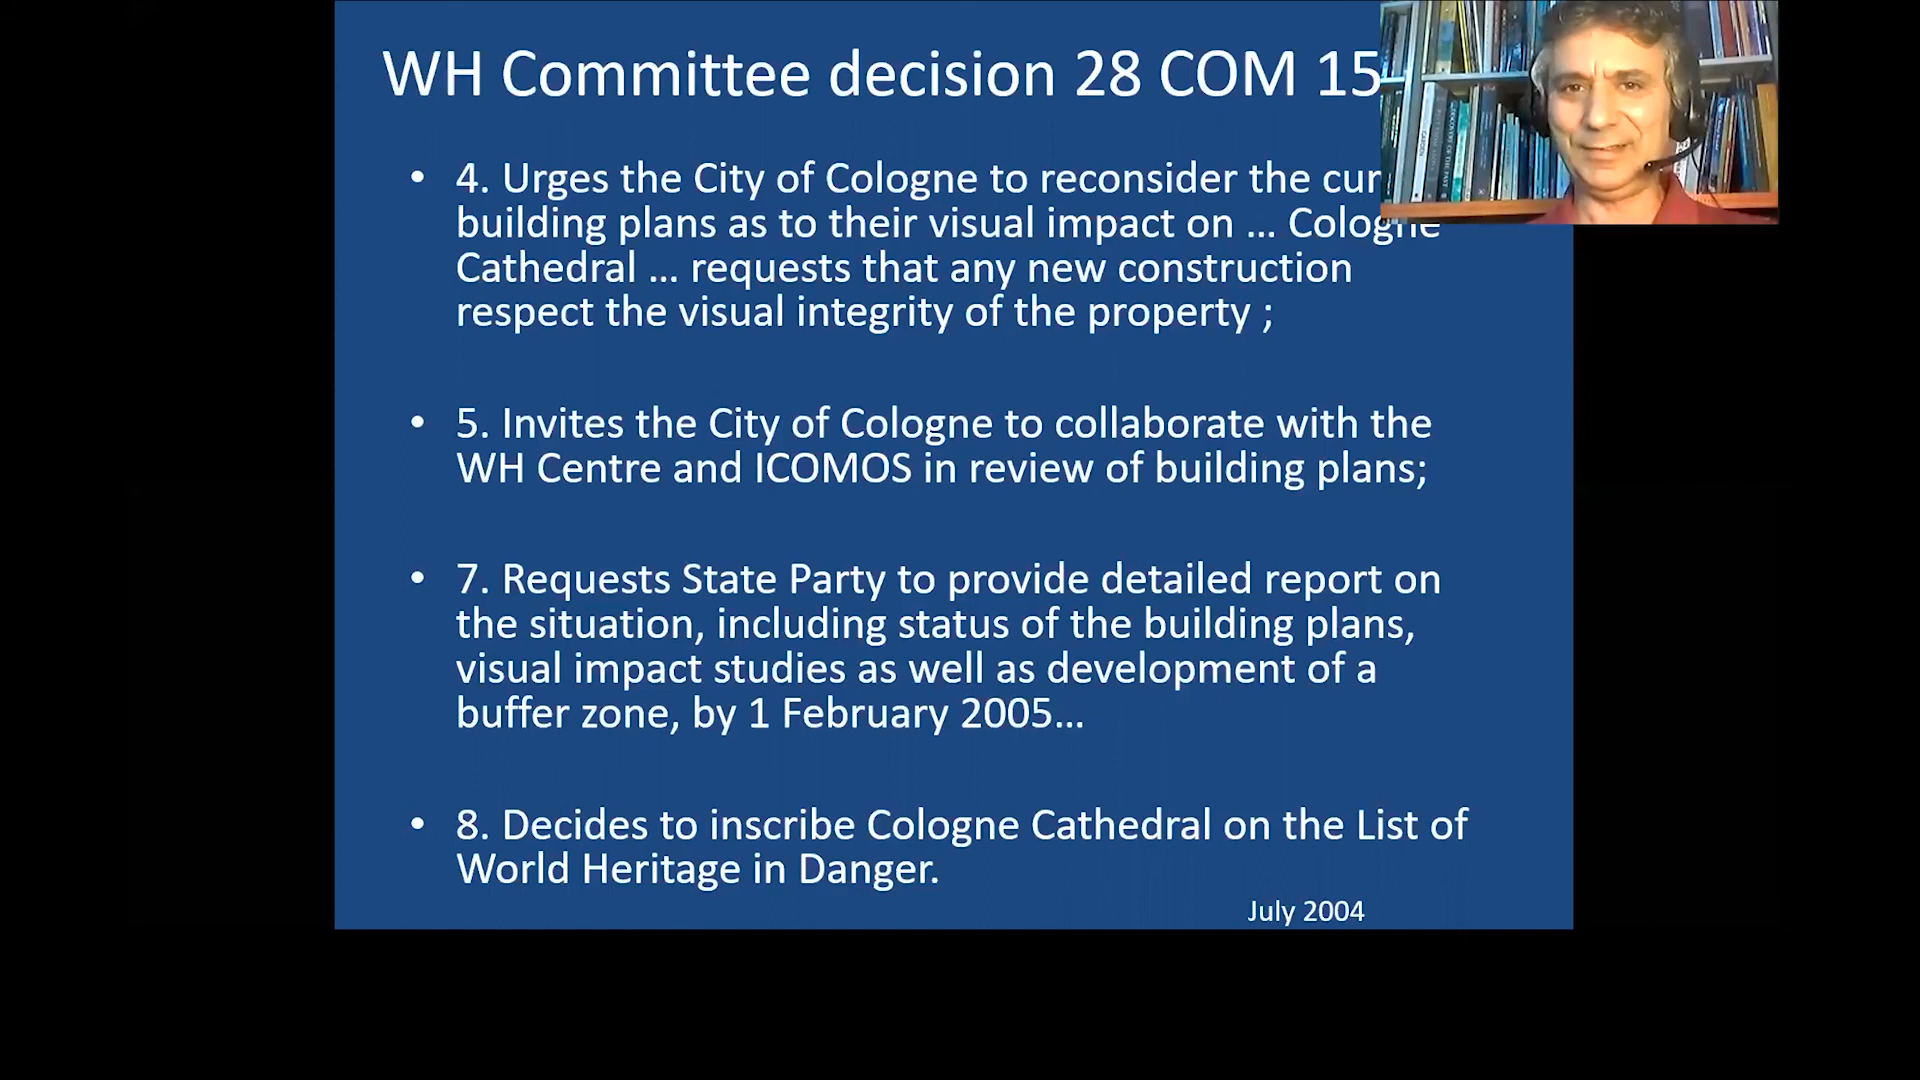 WH Committee decision 28 COM 15
• 4. Urges the City of Cologne to reconsider the
building plans as to their visual impact on ... Cologne
Cathedral ... requests that any new construction
respect the visual integrity of the property ;
• 5. Invites the City of Cologne to collaborate with the
WH Centre and ICOMOS in review of building plans;
• 7. Requests State Party to provide detailed report on
the situation, including status of the building plans,
visual impact studies as well as development of a
buffer zone, by 1 February 2005...
• 8. Decides to inscribe Cologne Cathedral on the List of
World Heritage in Danger.
July 2004